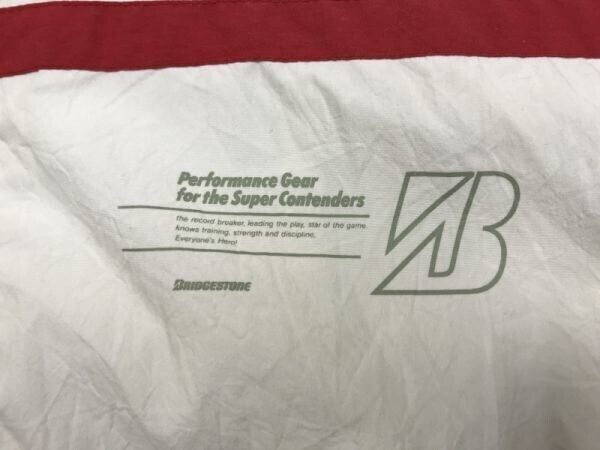 Performance Gear
for the Super Contenders
the record breaker, leading the play, star of the game.
knows training, strength and discipline,
Everyone's Hero!
BRIDGESTONE
B